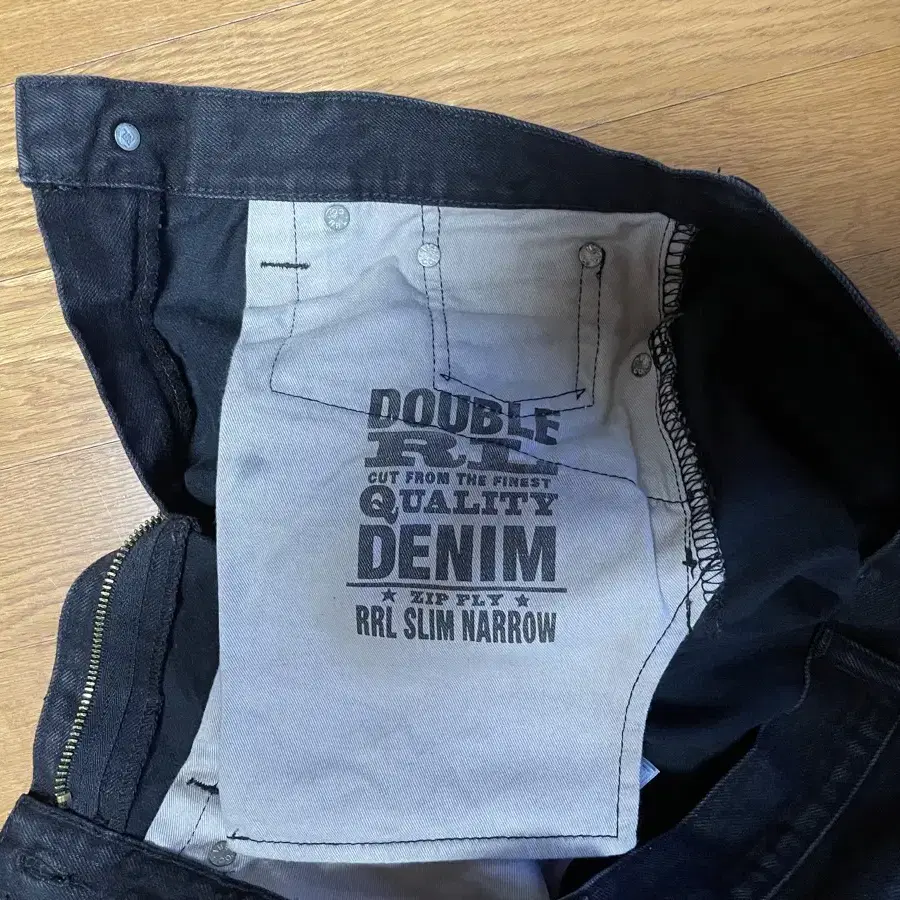 DOUBLE
RL
CUT FROM THE FINEST
QUALITY
DENIM
★ ZIP FLY ★
RRL SLIM NARROW